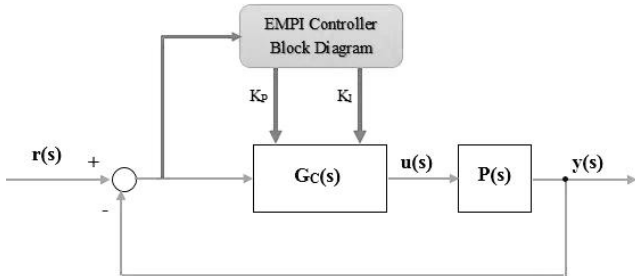 EMPI Controller
Block Diagram
KP
KI
r(s)
+
GC(s)
u(s)
P(s)
y(s)
-